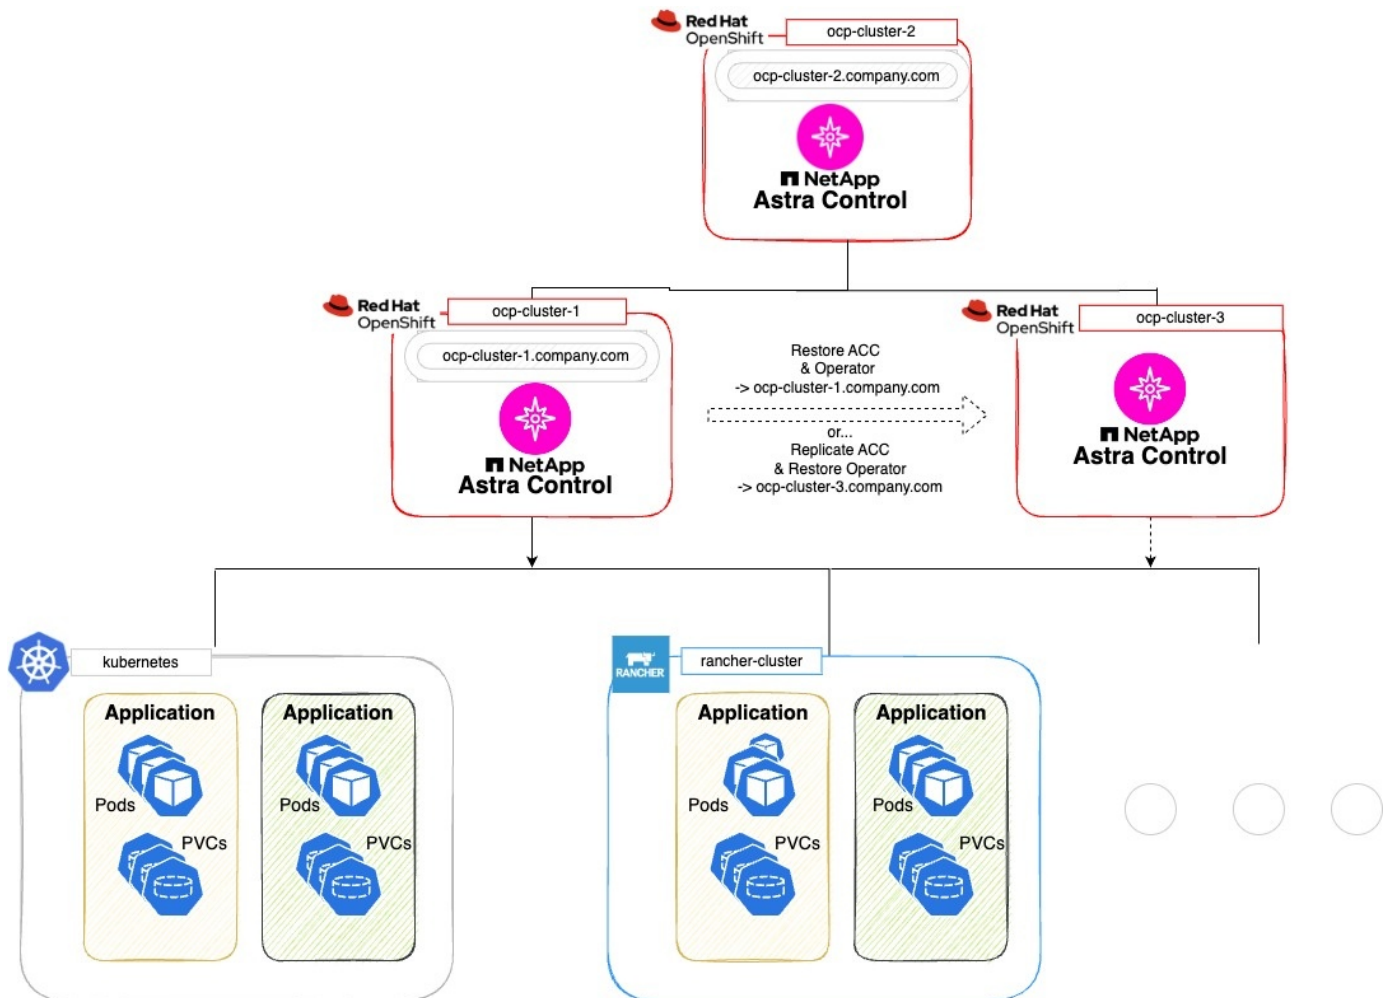 Red Hat
OpenShift
ocp-cluster-2
ocp-cluster-2.company.com
NetApp
Astra Control
Red Hat
OpenShift
ocp-cluster-1
ocp-cluster-1.company.com
NetApp
Astra Control
Restore ACC
& Operator
-> ocp-cluster-1.company.com
or...
Replicate ACC
& Restore Operator
-> ocp-cluster-3.company.com
Red Hat
OpenShift
ocp-cluster-3
NetApp
Astra Control
kubernetes
Application
Pods
PVCs
Application
Pods
PVCs
RANCHER
rancher-cluster
Application
Pods
PVCs
Application
Pods
PVCs